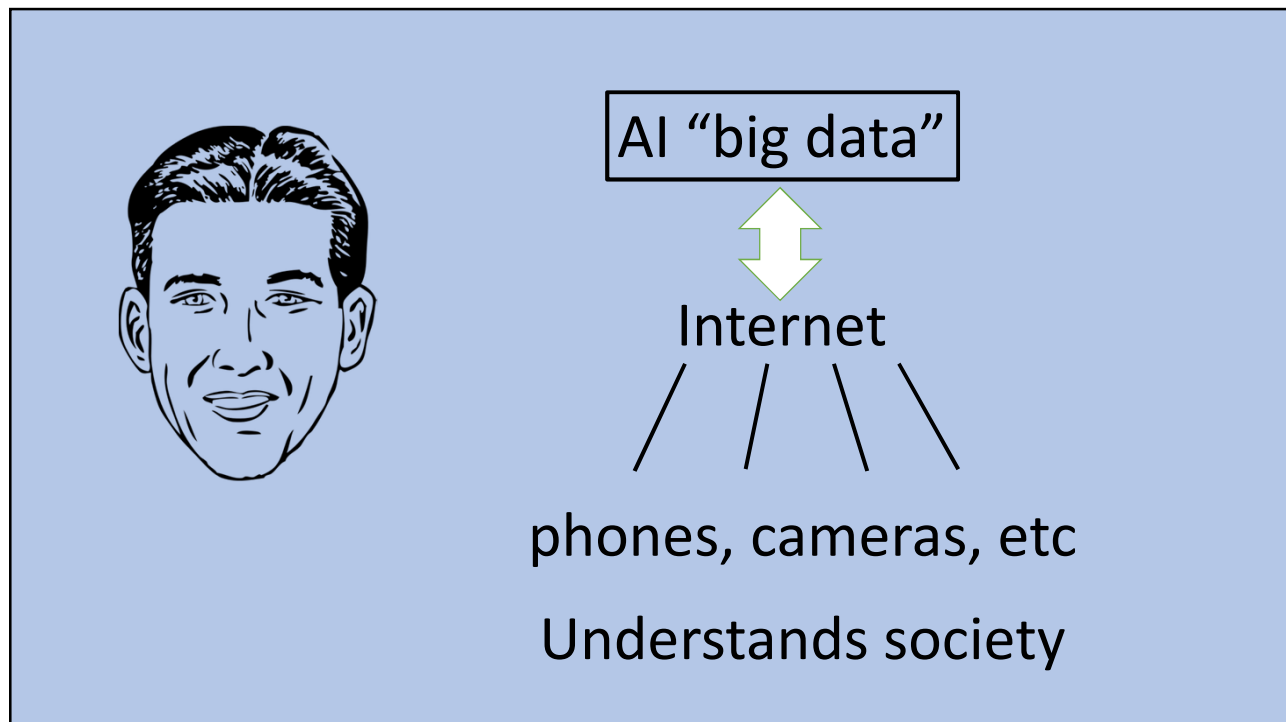 AI “big data”
Internet
phones, cameras, etc
Understands society